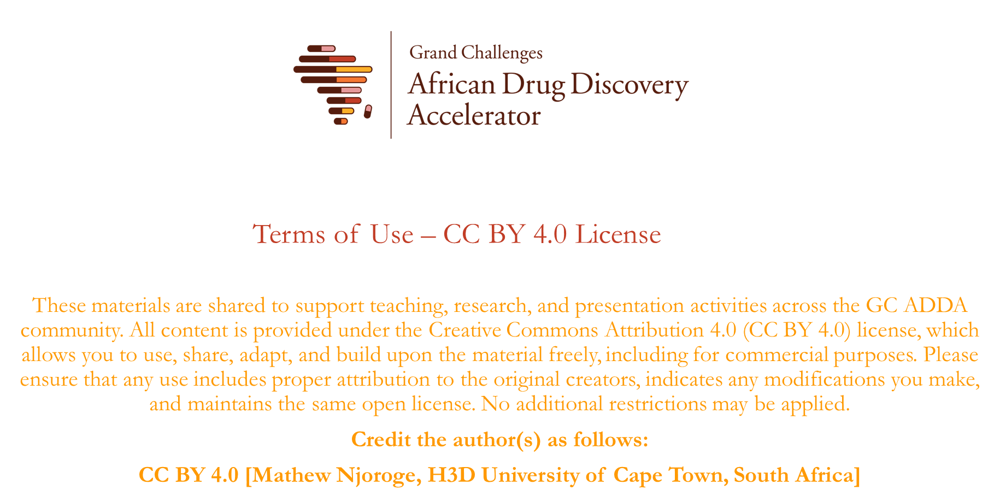 Grand Challenges
African Drug Discovery
Accelerator
Terms of Use – CC BY 4.0 License
These materials are shared to support teaching, research, and presentation activities across the GC ADDA
community. All content is provided under the Creative Commons Attribution 4.0 (CC BY 4.0) license, which
allows you to use, share, adapt, and build upon the material freely, including for commercial purposes. Please
ensure that any use includes proper attribution to the original creators, indicates any modifications you make,
and maintains the same open license. No additional restrictions may be applied.
Credit the author(s) as follows:
CC BY 4.0 [Mathew Njoroge, H3D University of Cape Town, South Africa]